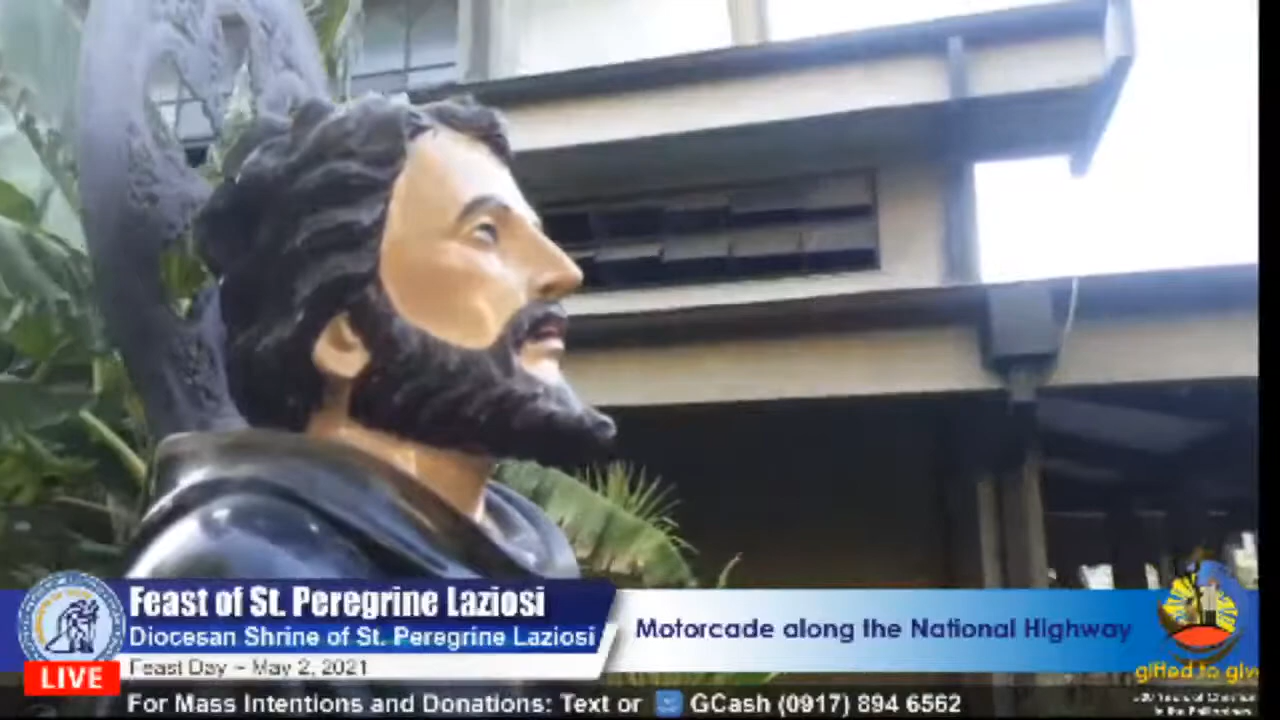 Feast of St. Peregrine Laziosi
Diocesan Shrine of St. Peregrine Laziosi
Feast Day ~ May 2, 2021
Motorcade along the National Highway
gifted to give
LIVE
For Mass Intentions and Donations: Text or GCash (0917) 894 6562